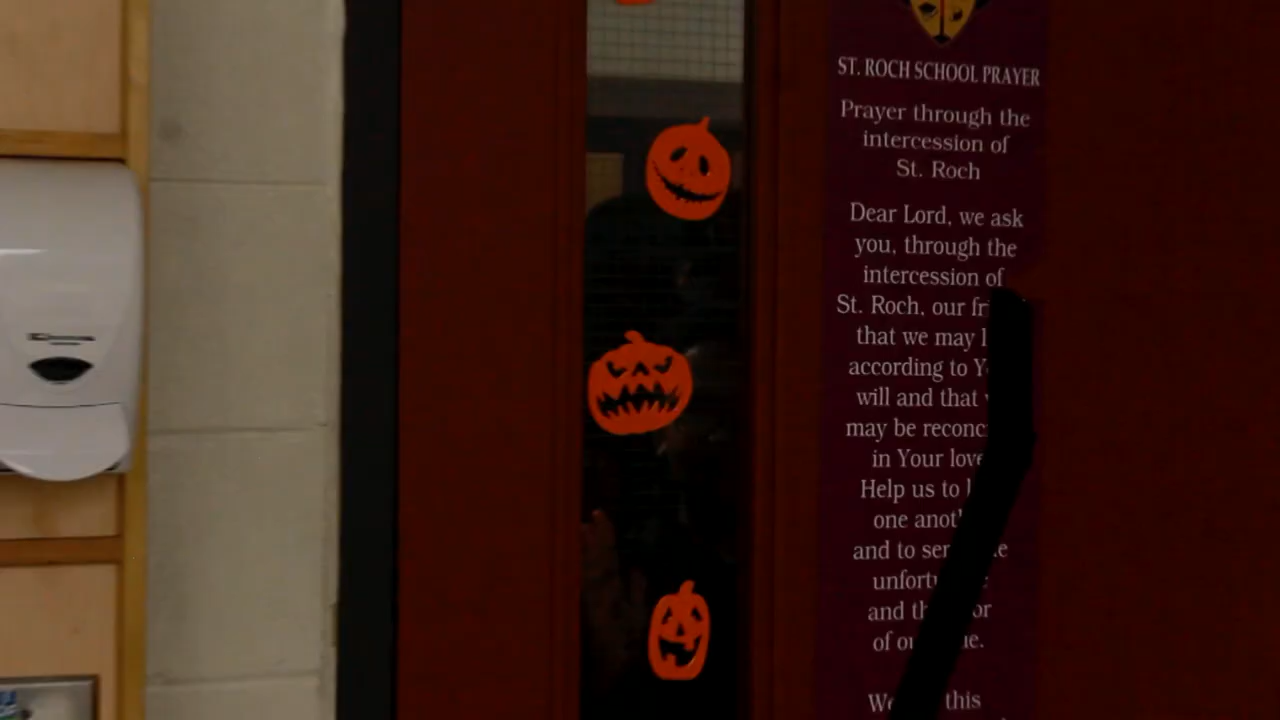 ST. ROCH SCHOOL PRAYER
Prayer through the
intercession of
St. Roch
Dear Lord, we ask
you, through the
intercession of
St. Roch, our
that we may
according to
will and that
may be
in Your
Help us to
one
and to
of
this